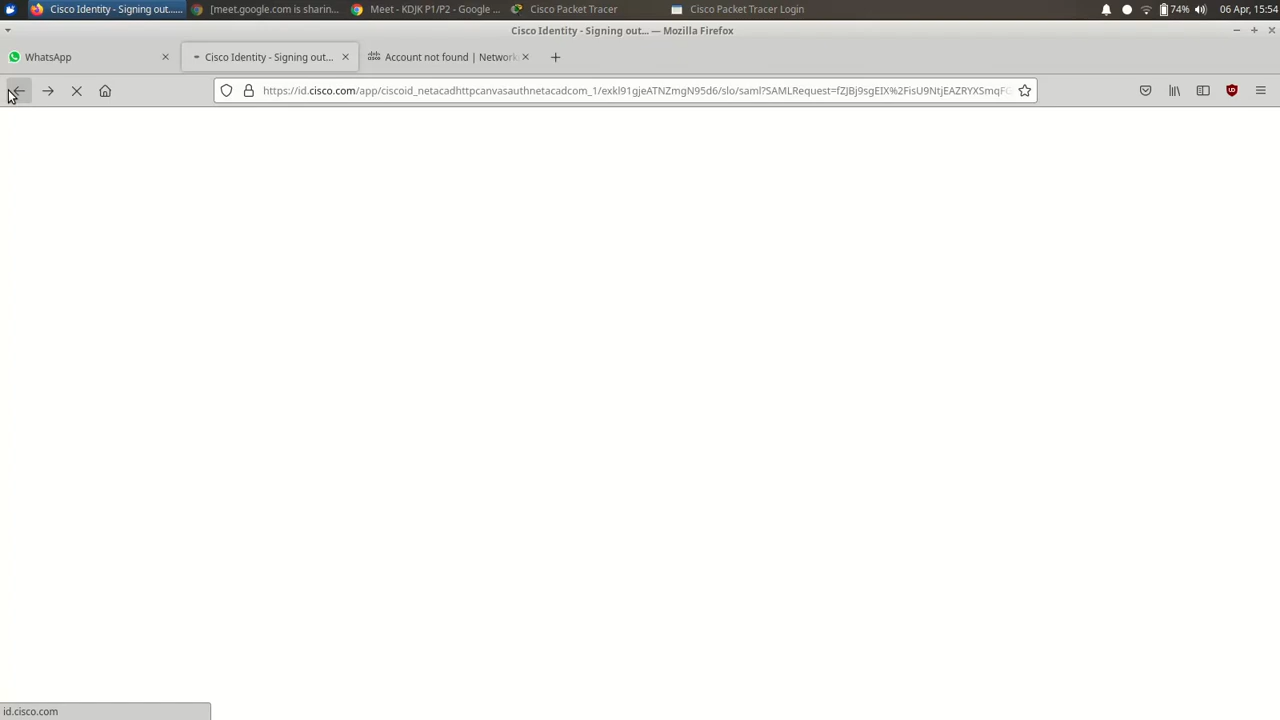 Cisco Identity - Signing out...... [meet.google.com is sharin... Meet - KDJK P1/P2 - Google ... Cisco Packet Tracer Cisco Packet Tracer Login 74% 06 Apr, 15:54
Cisco Identity - Signing out... — Mozilla Firefox
WhatsApp Cisco Identity - Signing out... Account not found | Network
https://id.cisco.com/app/ciscoid_netacadhttpcanvasauthnetacadcom_1/exkl91gjeATNZmgN95d6/slo/saml?SAMLRequest=fZJBj9sgEIX%2FisU9NtjEAZRYXSmqFG
id.cisco.com